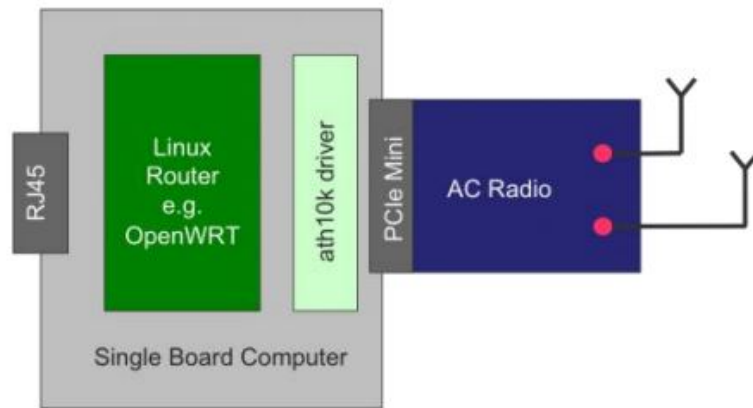 RJ45
Linux
Router
e.g.
OpenWRT
ath10k driver
PCIe Mini
AC Radio
Single Board Computer